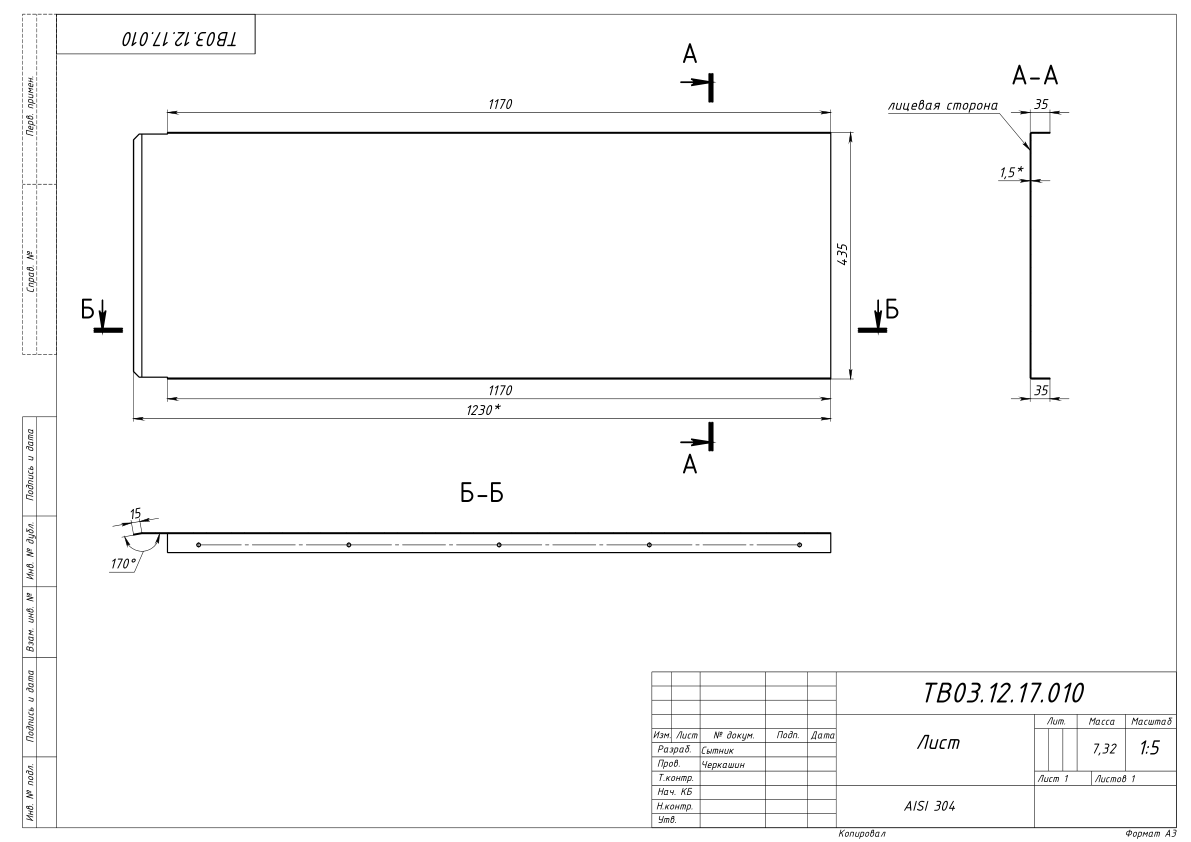 ТВ03.12.17.010
Перв. примен.
Справ. №
Подпись и дата
Инв. № дубл.
Взам. инв. №
Подпись и дата
Инв. № подл.
А
1170
435
Б
Б
1170
1230*
А
А-А
лицевая сторона
35
1,5*
35
Б-Б
15
170°
ТВ03.12.17.010
Изм. Лист № докум. Подп. Дата
Разраб. Сытник
Пров. Черкашин
Т.контр.
Нач. КБ
Н.контр.
Утв.
Лист
AISI 304
Лит. Масса Масштаб
7,32 1:5
Лист 1 Листов 1
Копировал Формат А3